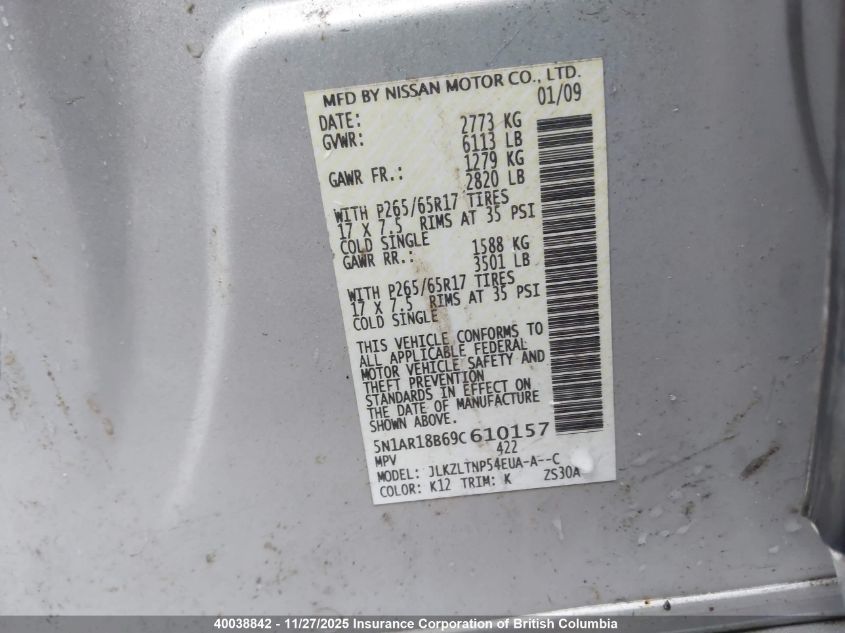 MFD BY NISSAN MOTOR CO., LTD.
DATE: 01/09
GVWR: 2773 KG
6113 LB
GAWR FR.: 1279 KG
2820 LB
WITH P265/65R17 TIRES
17 X 7.5 RIMS AT 35 PSI
COLD SINGLE
GAWR RR.: 1588 KG
3501 LB
WITH P265/65R17 TIRES
17 X 7.5 RIMS AT 35 PSI
COLD SINGLE
THIS VEHICLE CONFORMS TO
ALL APPLICABLE FEDERAL
MOTOR VEHICLE SAFETY AND
THEFT PREVENTION
STANDARDS IN EFFECT ON
THE DATE OF MANUFACTURE
SHOWN ABOVE.
5N1AR18B69C610157
MPV 422
MODEL: JLKZLTNP54EUA-A--C
COLOR: K12 TRIM: K ZS30A
40038842 - 11/27/2025 Insurance Corporation of British Columbia